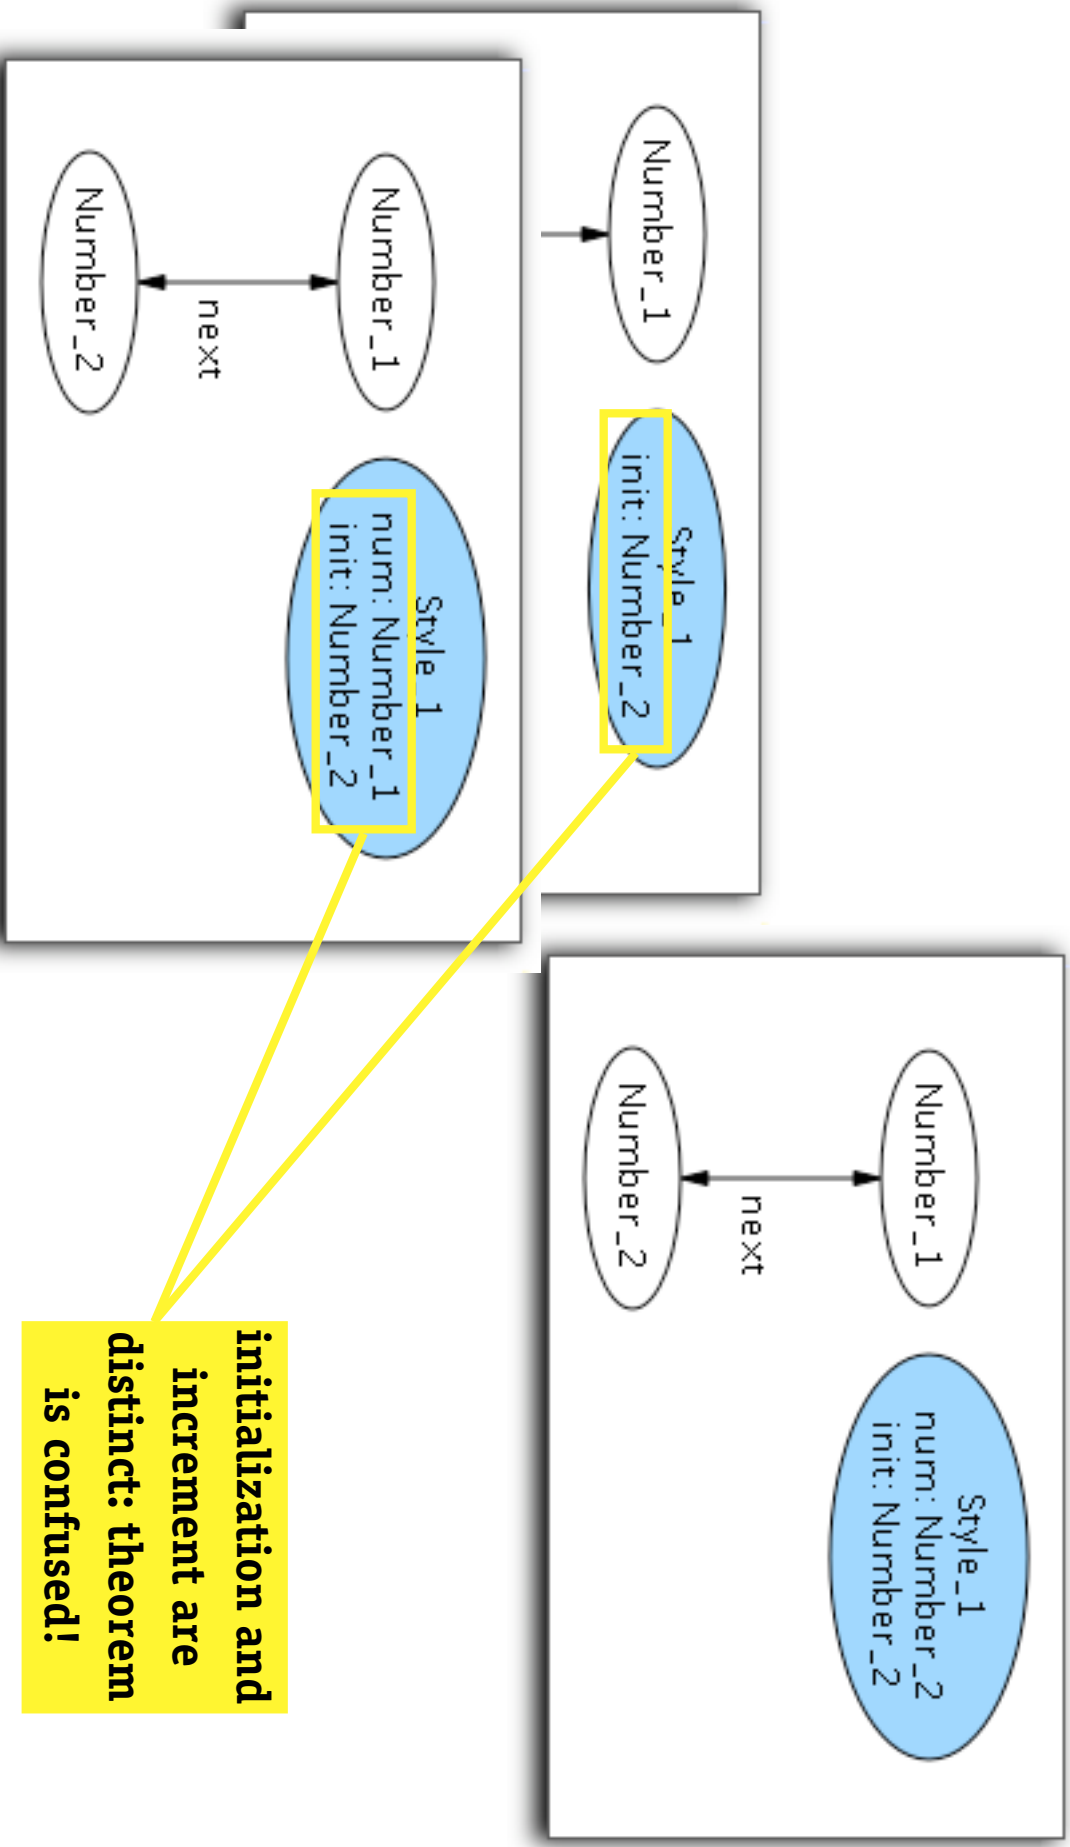 Number_1
Style_1
init: Number_2
Number_1
next
Number_2
Style_1
num: Number_1
init: Number_2
Number_1
next
Number_2
Style_1
num: Number_2
init: Number_2
initialization and
increment are
distinct: theorem
is confused!